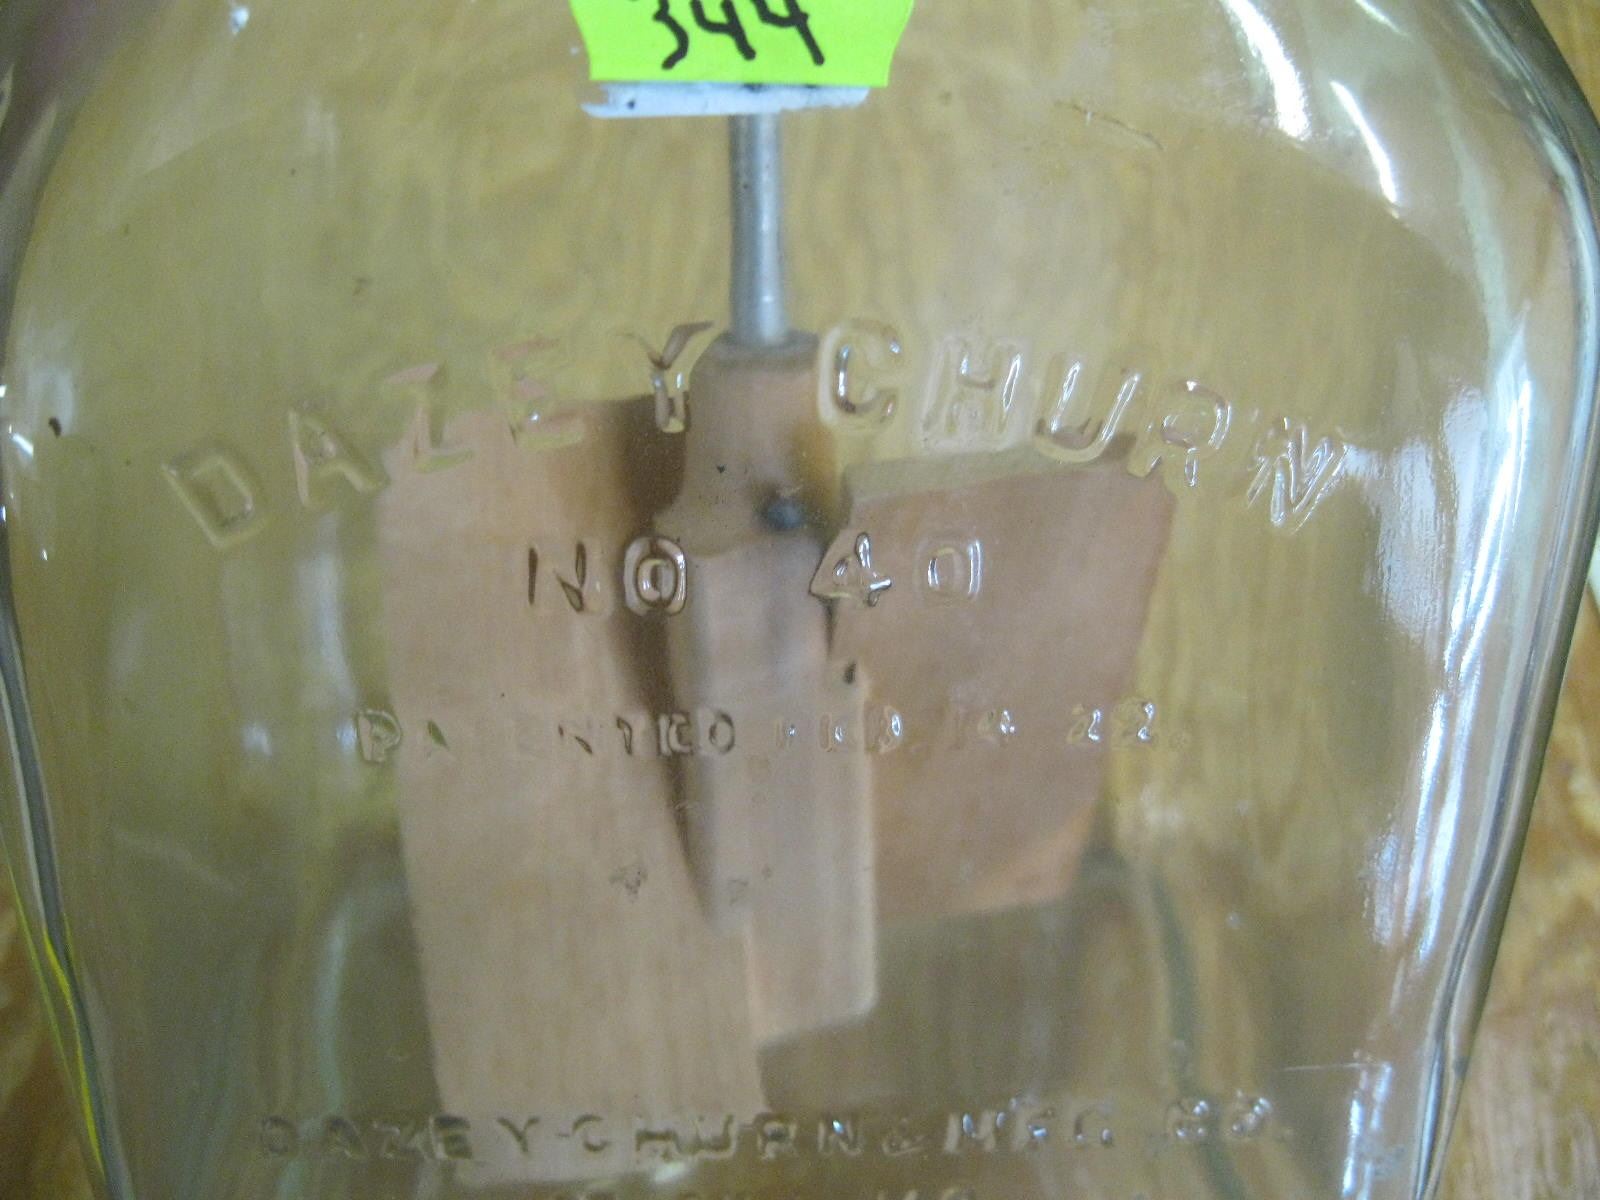 344
DAZEY CHURN
NO 40
PATENTED FEB. 14 22.
DAZEY CHURN & MFG. CO.